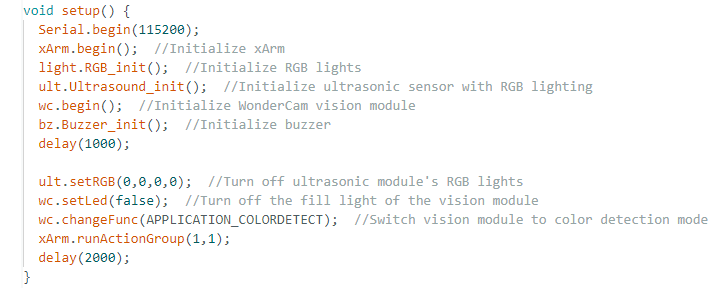 void setup() {
  Serial.begin(115200);
  xArm.begin();  //Initialize xArm
  light.RGB_init();  //Initialize RGB lights
  ult.Ultrasound_init();  //Initialize ultrasonic sensor with RGB lighting
  wc.begin();  //Initialize WonderCam vision module
  bz.Buzzer_init();  //Initialize buzzer
  delay(1000);

  ult.setRGB(0,0,0,0);  //Turn off ultrasonic module's RGB lights
  wc.setLed(false);  //Turn off the fill light of the vision module
  wc.changeFunc(APPLICATION_COLORDETECT);  //Switch vision module to color detection mode
  xArm.runActionGroup(1,1);
  delay(2000);
}